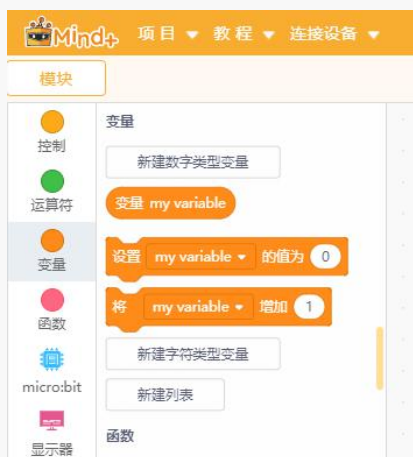 Mind+ 项目 教程 连接设备
模块
控制
运算符
变量
函数
micro:bit
显示器
变量
新建数字类型变量
变量 my variable
设置 my variable 的值为 0
将 my variable 增加 1
新建字符类型变量
新建列表
函数